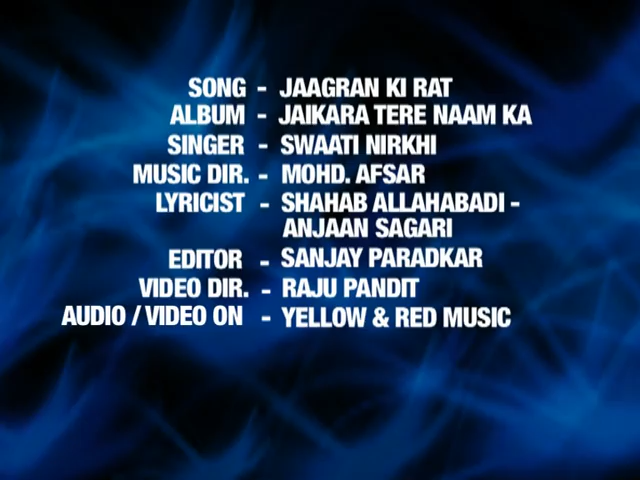 SONG - JAAGRAN KI RAT
ALBUM - JAIKARA TERE NAAM KA
SINGER - SWAATI NIRKHI
MUSIC DIR. - MOHD. AFSAR
LYRICIST - SHAHAB ALLAHABADI -
ANJAAN SAGARI
EDITOR - SANJAY PARADKAR
VIDEO DIR. - RAJU PANDIT
AUDIO / VIDEO ON - YELLOW & RED MUSIC